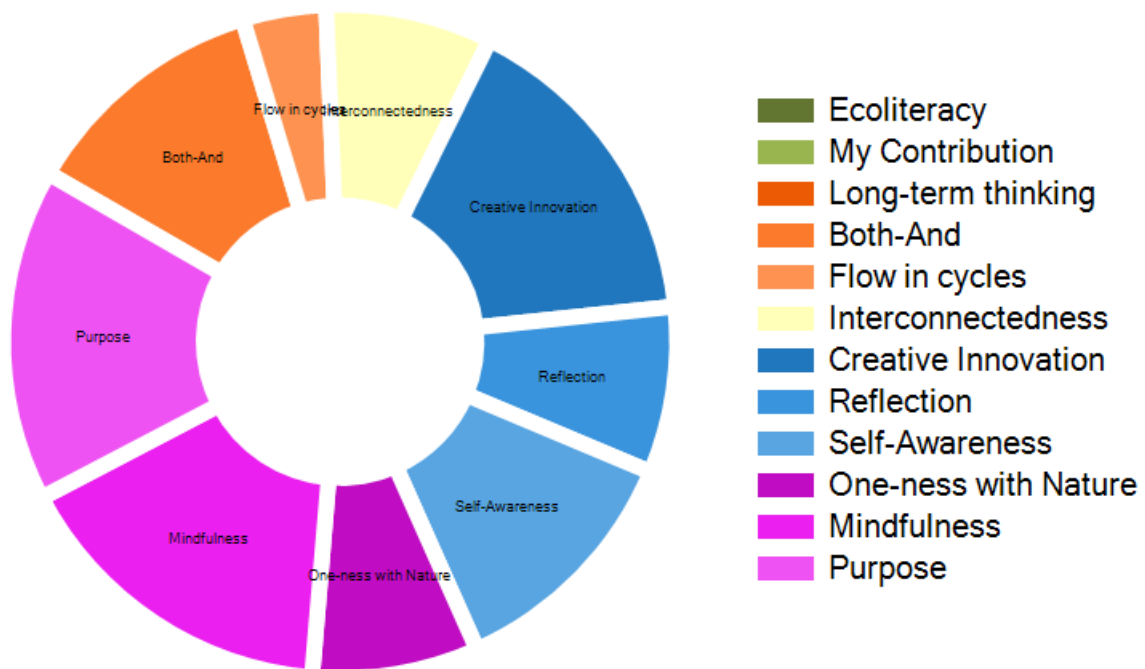 Flow in cycles
Interconnectedness
Both-And
Creative Innovation
Purpose
Reflection
Self-Awareness
Mindfulness
One-ness with Nature
Ecoliteracy
My Contribution
Long-term thinking
Both-And
Flow in cycles
Interconnectedness
Creative Innovation
Reflection
Self-Awareness
One-ness with Nature
Mindfulness
Purpose